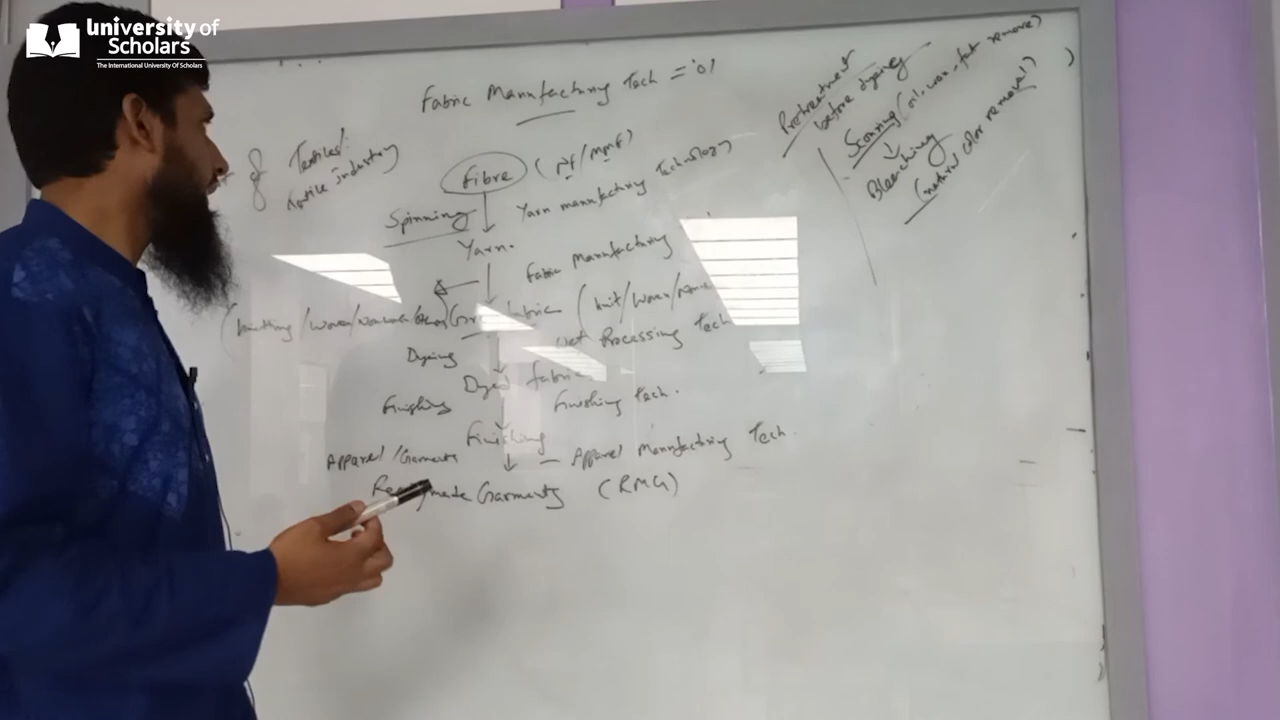 University of
Scholars
The International University Of Scholars
Fabric Manufacturing Tech = 01
of Textiles:
Textile industry
Fibre (NF/MMF)
Spinning Yarn manufacturing Technology
Yarn.
Fabric Manufacturing
(knitting/woven/nonwoven/ fabric (knit/woven/
Dyeing Wet Processing Tech
Dyed fabric
Finishing Finishing Tech.
Finishing
Apparel/Garments — Apparel Manufacturing Tech.
Readymade Garments (RMG)
Pretreatment
before dyeing
Scouring (oil, wax, fat remove)
Bleaching
(natural color removal)